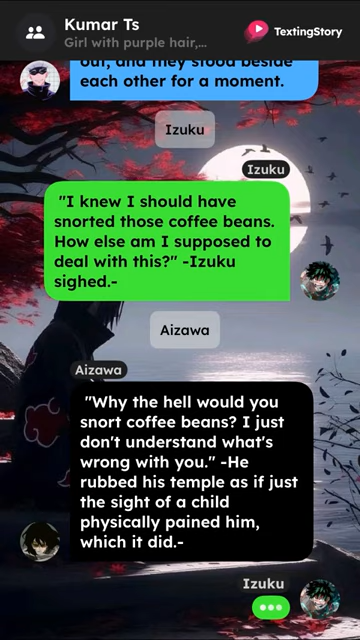 Kumar Ts
Girl with purple hair,...
TextingStory
out, and they stood beside
each other for a moment.
Izuku
Izuku
"I knew I should have
snorted those coffee beans.
How else am I supposed to
deal with this?" -Izuku
sighed.-
Aizawa
Aizawa
"Why the hell would you
snort coffee beans? I just
don't understand what's
wrong with you." -He
rubbed his temple as if just
the sight of a child
physically pained him,
which it did.-
Izuku